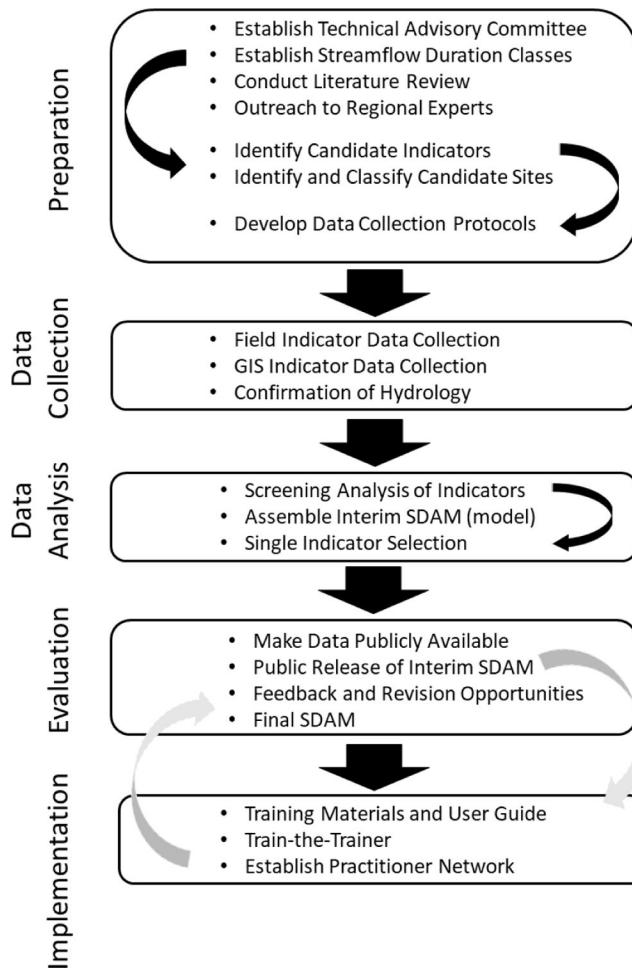 Preparation
• Establish Technical Advisory Committee
• Establish Streamflow Duration Classes
• Conduct Literature Review
• Outreach to Regional Experts
• Identify Candidate Indicators
• Identify and Classify Candidate Sites
• Develop Data Collection Protocols
Data
Collection
• Field Indicator Data Collection
• GIS Indicator Data Collection
• Confirmation of Hydrology
Data
Analysis
• Screening Analysis of Indicators
• Assemble Interim SDAM (model)
• Single Indicator Selection
Evaluation
• Make Data Publicly Available
• Public Release of Interim SDAM
• Feedback and Revision Opportunities
• Final SDAM
Implementation
• Training Materials and User Guide
• Train-the-Trainer
• Establish Practitioner Network